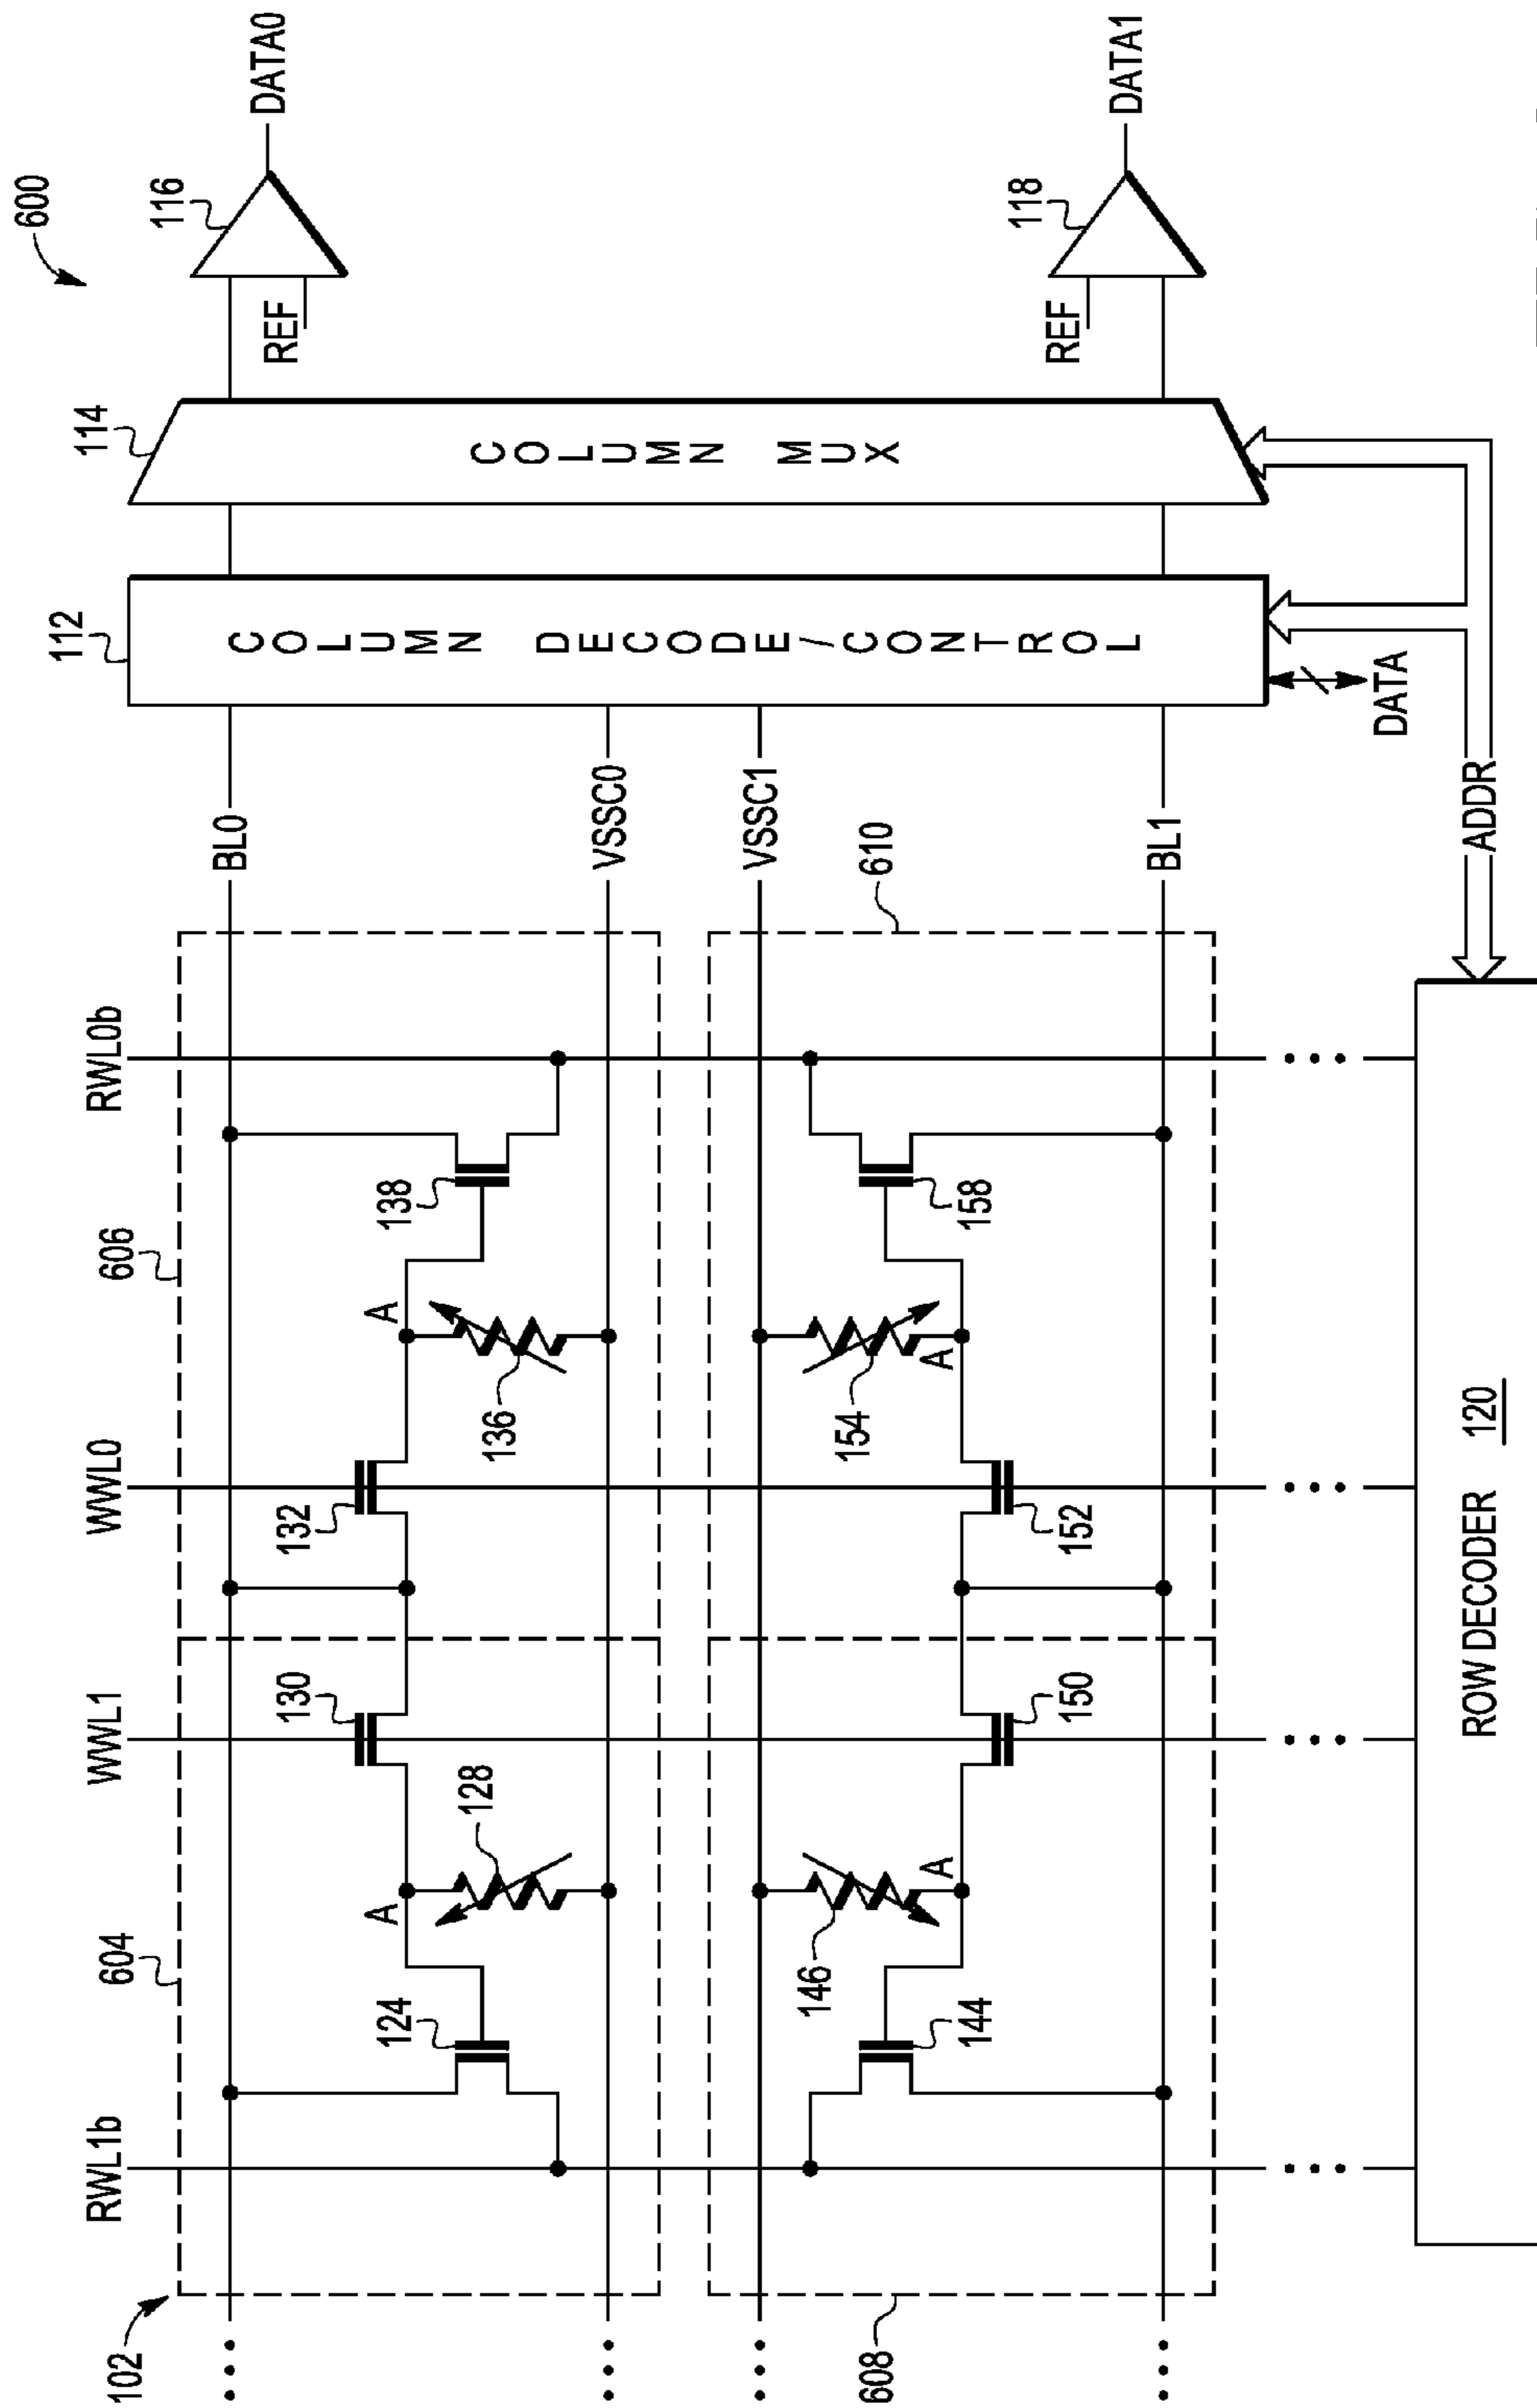 600
102
604
606
RWL1b
WWL1
WWL0
RWL0b
112
114
116
BL0
DATA0
REF
130
132
A
A
124
138
128
136
VSSC0
COLUMN DECODE/CONTROL
COLUMN MUX
VSSC1
146
154
608
610
A
A
144
158
118
REF
150
152
DATA1
BL1
DATA
ROW DECODER 120
ADDR